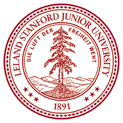 LELAND STANFORD JUNIOR UNIVERSITY
DIE LUFT DER FREIHEIT WEHT
1891